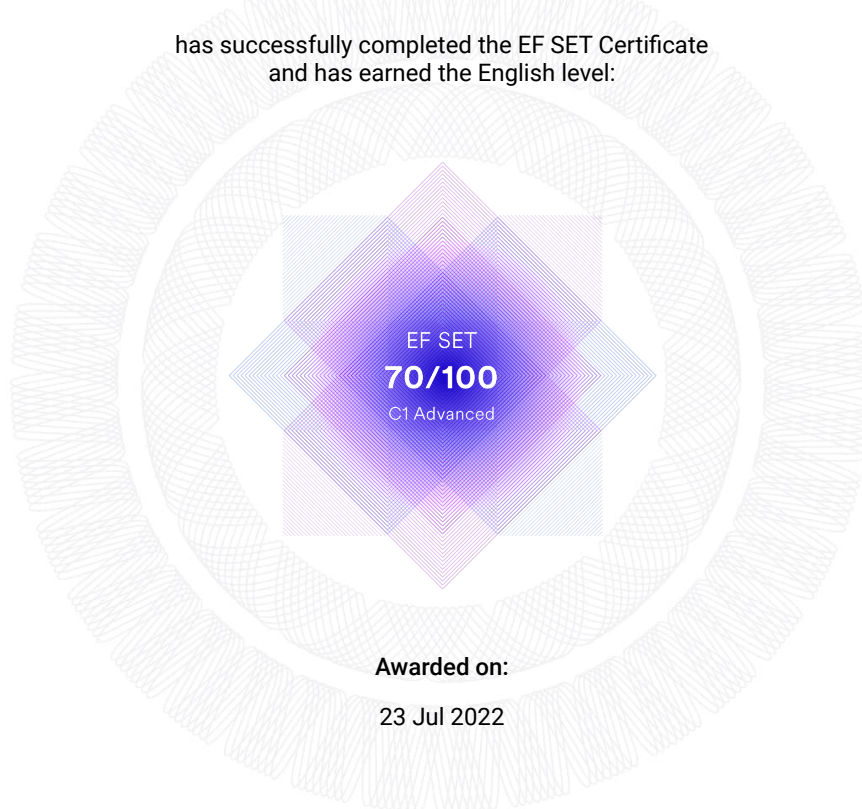 has successfully completed the EF SET Certificate
and has earned the English level:
EF SET
70/100
C1 Advanced
Awarded on:
23 Jul 2022